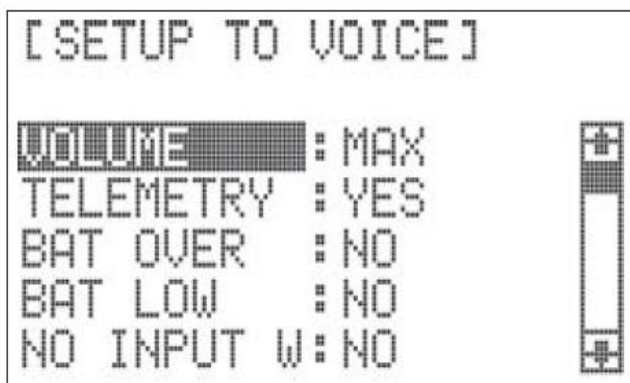 [SETUP TO VOICE]
VOLUME :MAX
TELEMETRY :YES
BAT OVER :NO
BAT LOW :NO
NO INPUT W:NO